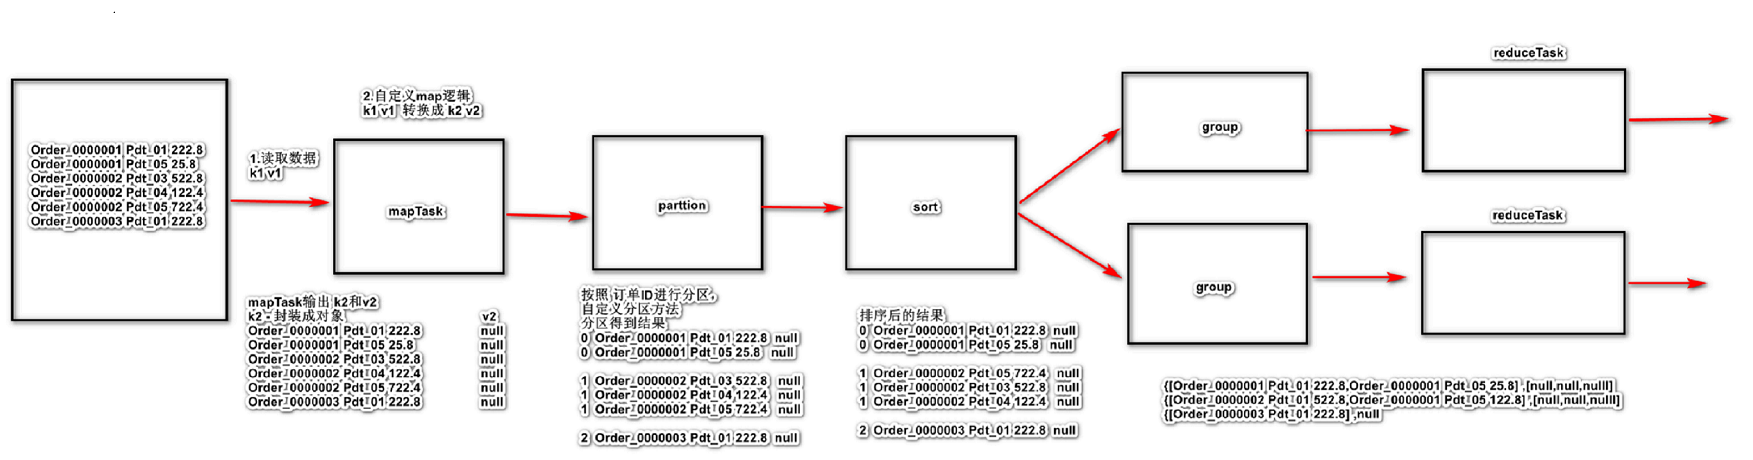 Order_0000001 Pdt_01 222.8
Order_0000001 Pdt_05 25.8
Order_0000002 Pdt_03 522.8
Order_0000002 Pdt_04 122.4
Order_0000002 Pdt_05 722.4
Order_0000003 Pdt_01 222.8
1.读取数据
k1 v1
2.自定义map逻辑
k1 v1 转换成 k2 v2
mapTask
parttion
sort
group
group
reduceTask
reduceTask
mapTask输出 k2和v2
k2 - 封装成对象 v2
Order_0000001 Pdt_01 222.8 null
Order_0000001 Pdt_05 25.8 null
Order_0000002 Pdt_03 522.8 null
Order_0000002 Pdt_04 122.4 null
Order_0000002 Pdt_05 722.4 null
Order_0000003 Pdt_01 222.8 null
按照 订单ID进行分区,
自定义分区方法
分区得到结果
0 Order_0000001 Pdt_01 222.8 null
0 Order_0000001 Pdt_05 25.8 null
1 Order_0000002 Pdt_03 522.8 null
1 Order_0000002 Pdt_04 122.4 null
1 Order_0000002 Pdt_05 722.4 null
2 Order_0000003 Pdt_01 222.8 null
排序后的结果
0 Order_0000001 Pdt_01 222.8 null
0 Order_0000001 Pdt_05 25.8 null
1 Order_0000002 Pdt_05 722.4 null
1 Order_0000002 Pdt_03 522.8 null
1 Order_0000002 Pdt_04 122.4 null
2 Order_0000003 Pdt_01 222.8 null
{[Order_0000001 Pdt_01 222.8,Order_0000001 Pdt_05 25.8] ,[null,null,nulll]
{[Order_0000002 Pdt_01 522.8,Order_0000001 Pdt_05 122.8] ,[null,null,null]
{[Order_0000003 Pdt_01 222.8] ,null